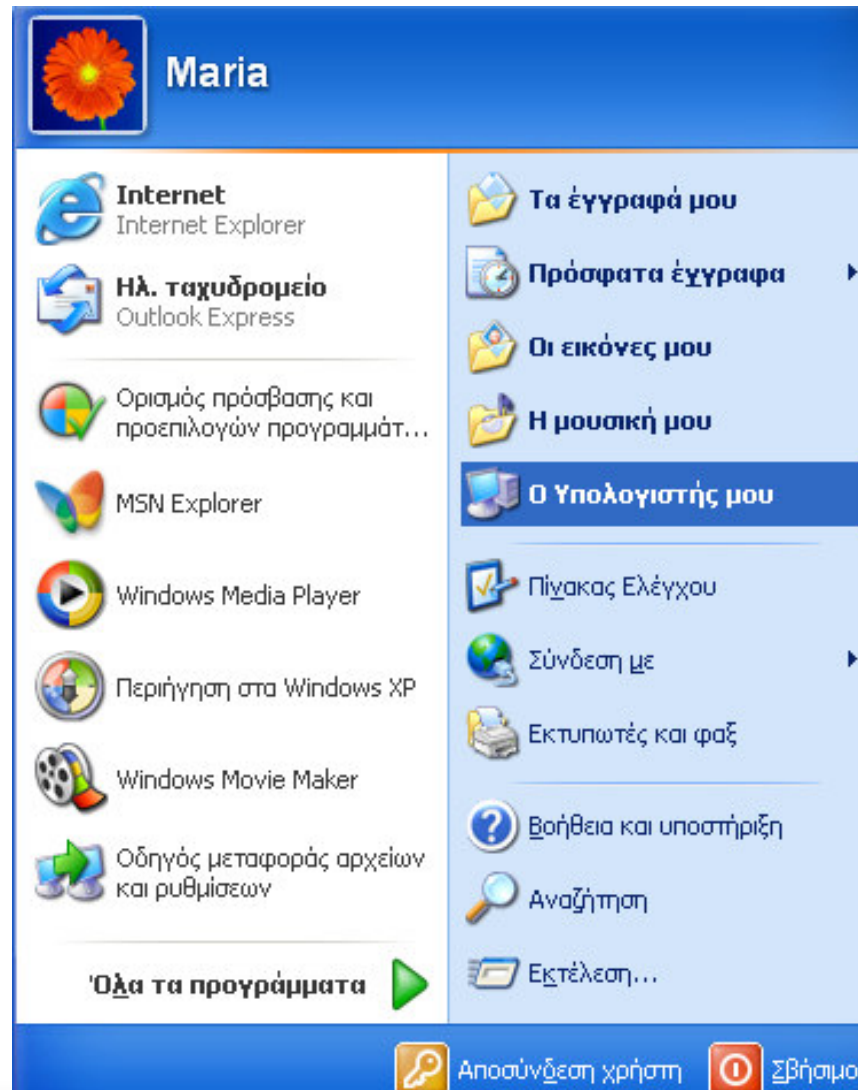 Maria
Internet
Internet Explorer
Ηλ. ταχυδρομείο
Outlook Express
Ορισμός πρόσβασης και
προεπιλογών προγραμμάτ...
MSN Explorer
Windows Media Player
Περιήγηση στα Windows XP
Windows Movie Maker
Οδηγός μεταφοράς αρχείων
και ρυθμίσεων
Όλα τα προγράμματα
Τα έγγραφά μου
Πρόσφατα έγγραφα
Οι εικόνες μου
Η μουσική μου
Ο Υπολογιστής μου
Πίνακας Ελέγχου
Σύνδεση με
Εκτυπωτές και φαξ
Βοήθεια και υποστήριξη
Αναζήτηση
Εκτέλεση...
Αποσύνδεση χρήστη
Σβήσιμο